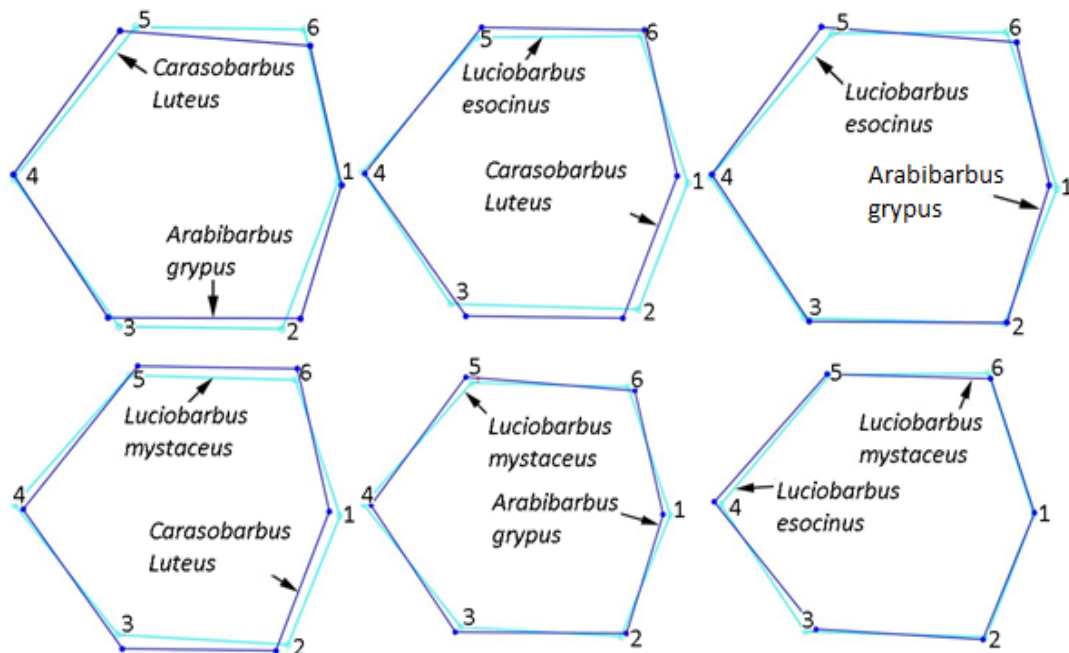 5
6
Carasobarbus
Luteus
4
1
Arabibarbus
grypus
3
2
6
5
Luciobarbus
esocinus
4
Carasobarbus
Luteus
1
3
2
5
6
Luciobarbus
esocinus
4
Arabibarbus
grypus
1
3
2
5
6
Luciobarbus
mystaceus
4
1
Carasobarbus
Luteus
3
2
5
6
Luciobarbus
mystaceus
4
Arabibarbus
grypus
1
3
2
5
6
Luciobarbus
mystaceus
Luciobarbus
esocinus
4
1
3
2